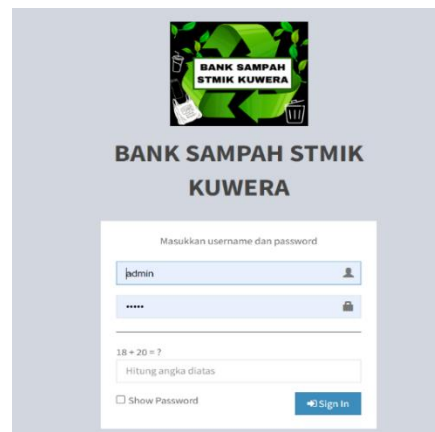 BANK SAMPAH
STMIK KUWERA
BANK SAMPAH STMIK
KUWERA
Masukkan username dan password
admin
•••••
18 + 20 = ?
Hitung angka diatas
Show Password
Sign In